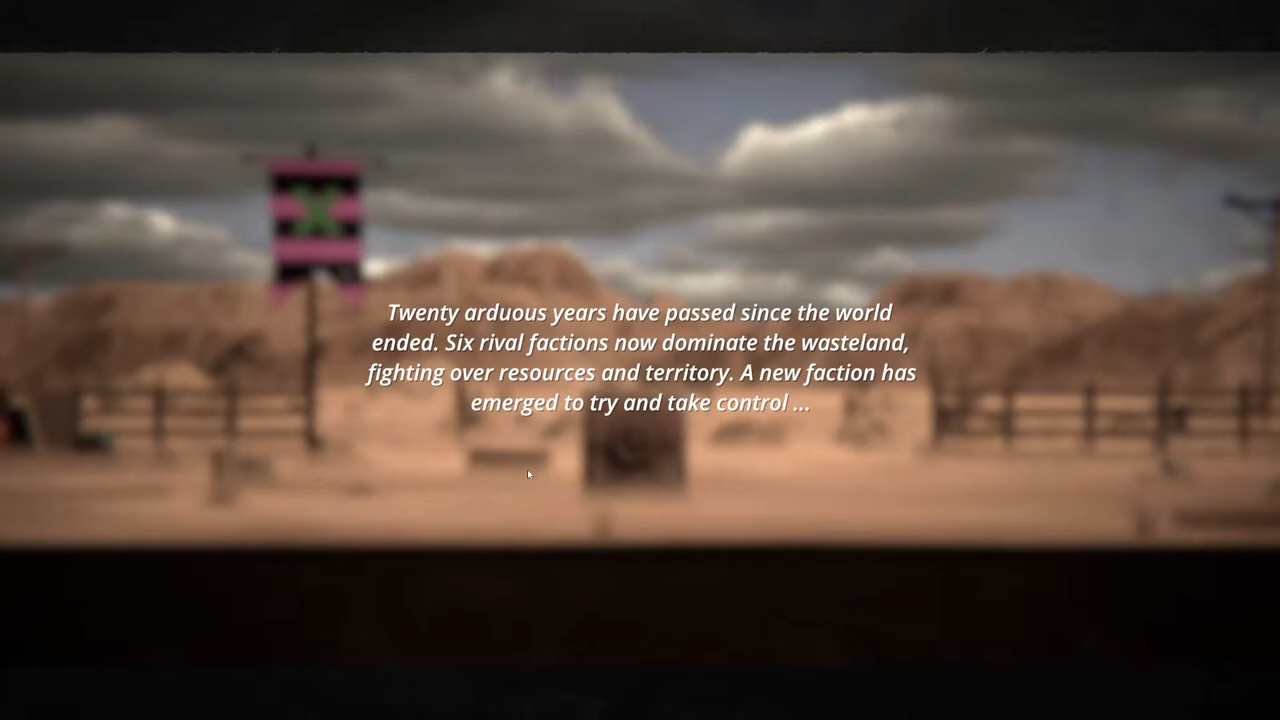 Twenty arduous years have passed since the world
ended. Six rival factions now dominate the wasteland,
fighting over resources and territory. A new faction has
emerged to try and take control ...